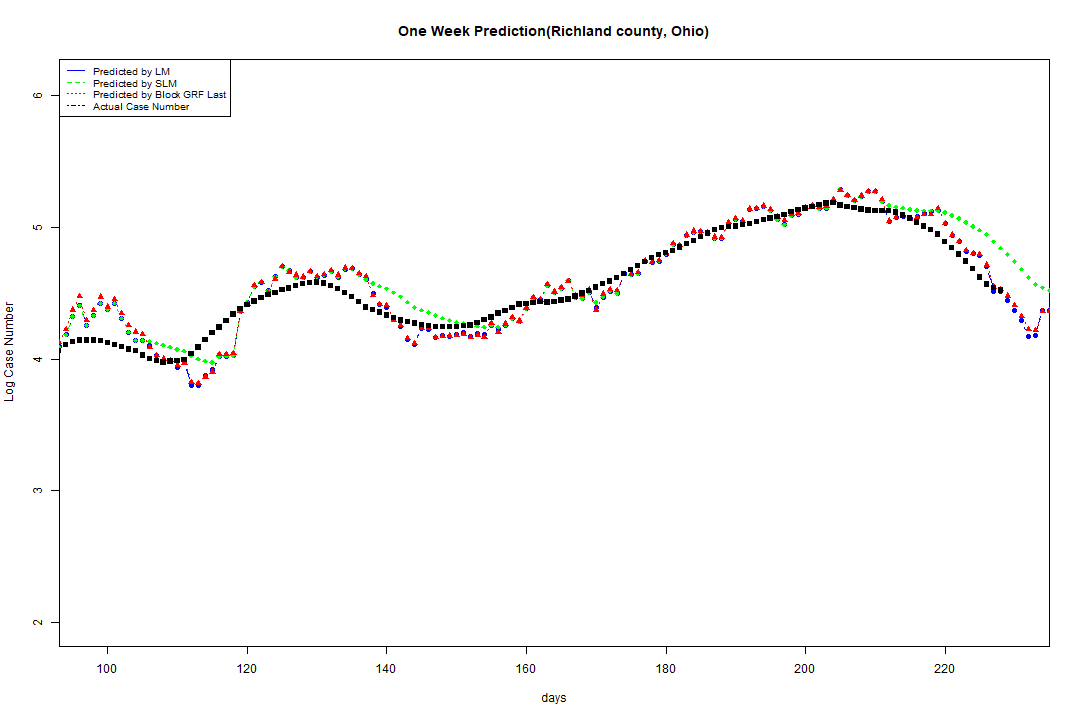 One Week Prediction(Richland county, Ohio)
Predicted by LM
Predicted by SLM
Predicted by Block GRF Last
Actual Case Number
6
5
4
3
2
Log Case Number
100 120 140 160 180 200 220
days